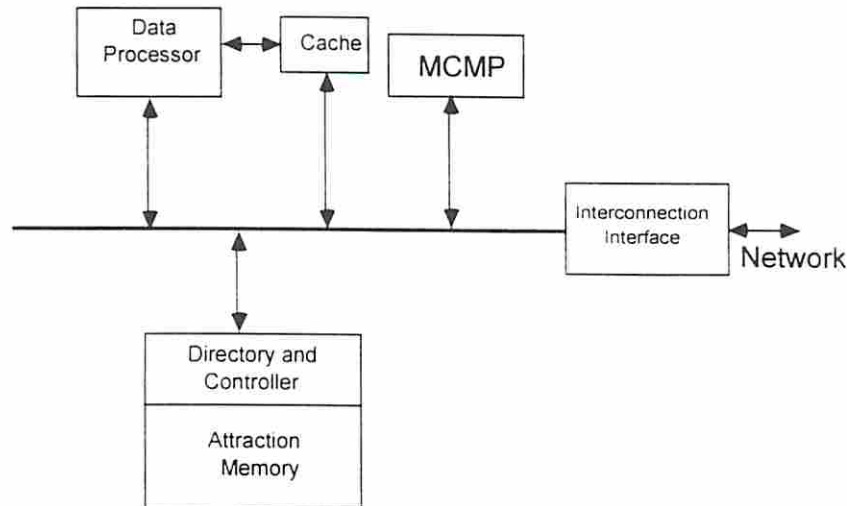 Data
Processor
Cache
MCMP
Interconnection
Interface
Network
Directory and
Controller
Attraction
Memory